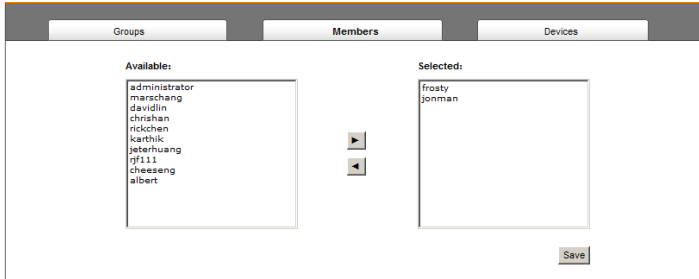 Groups
Members
Devices
Available:
administrator
marschang
davidlin
chrishan
rickchen
karthik
jeterhuang
rjf111
cheeseng
albert
Selected:
frosty
jonman
Save